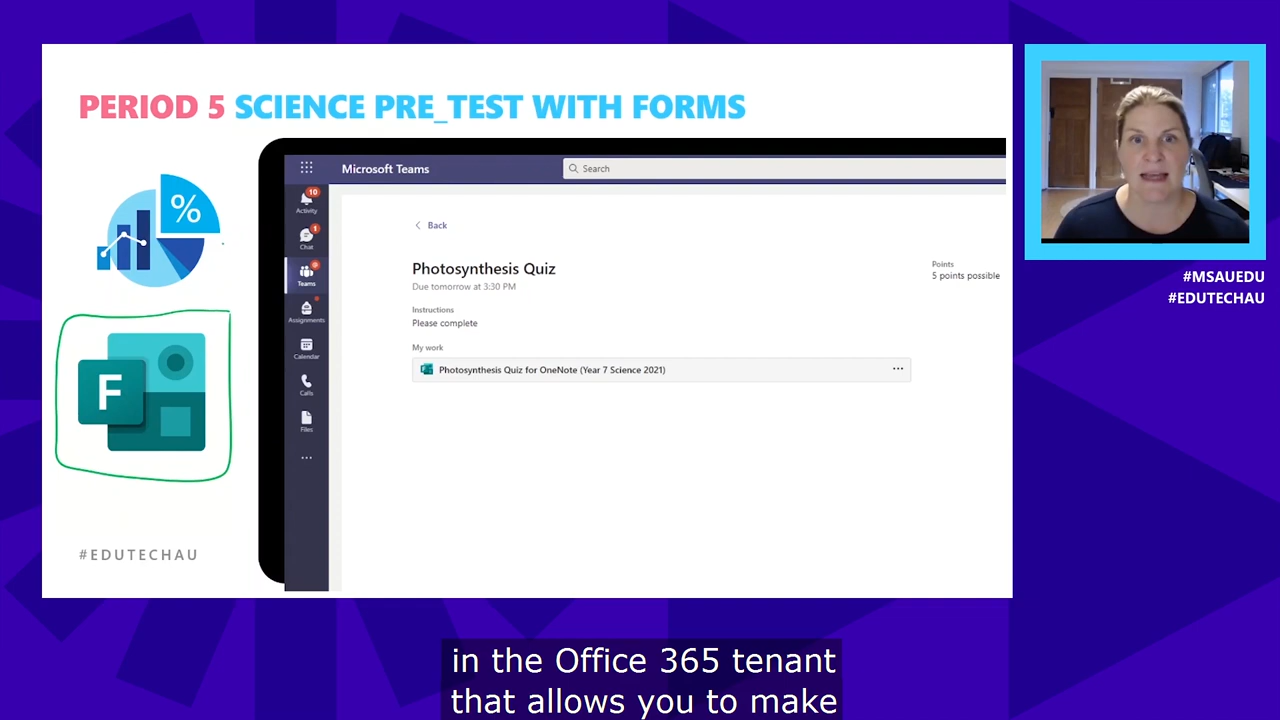 PERIOD 5 SCIENCE PRE_TEST WITH FORMS
%
F
#EDUTECHAU
Microsoft Teams
Search
10
Activity
1
Chat
Teams
Assignments
Calendar
Calls
Files
Back
Photosynthesis Quiz
Due tomorrow at 3:30 PM
Points
5 points possible
Instructions
Please complete
My work
Photosynthesis Quiz for OneNote (Year 7 Science 2021)
#MSAUEDU
#EDUTECHAU
in the Office 365 tenant
that allows you to make